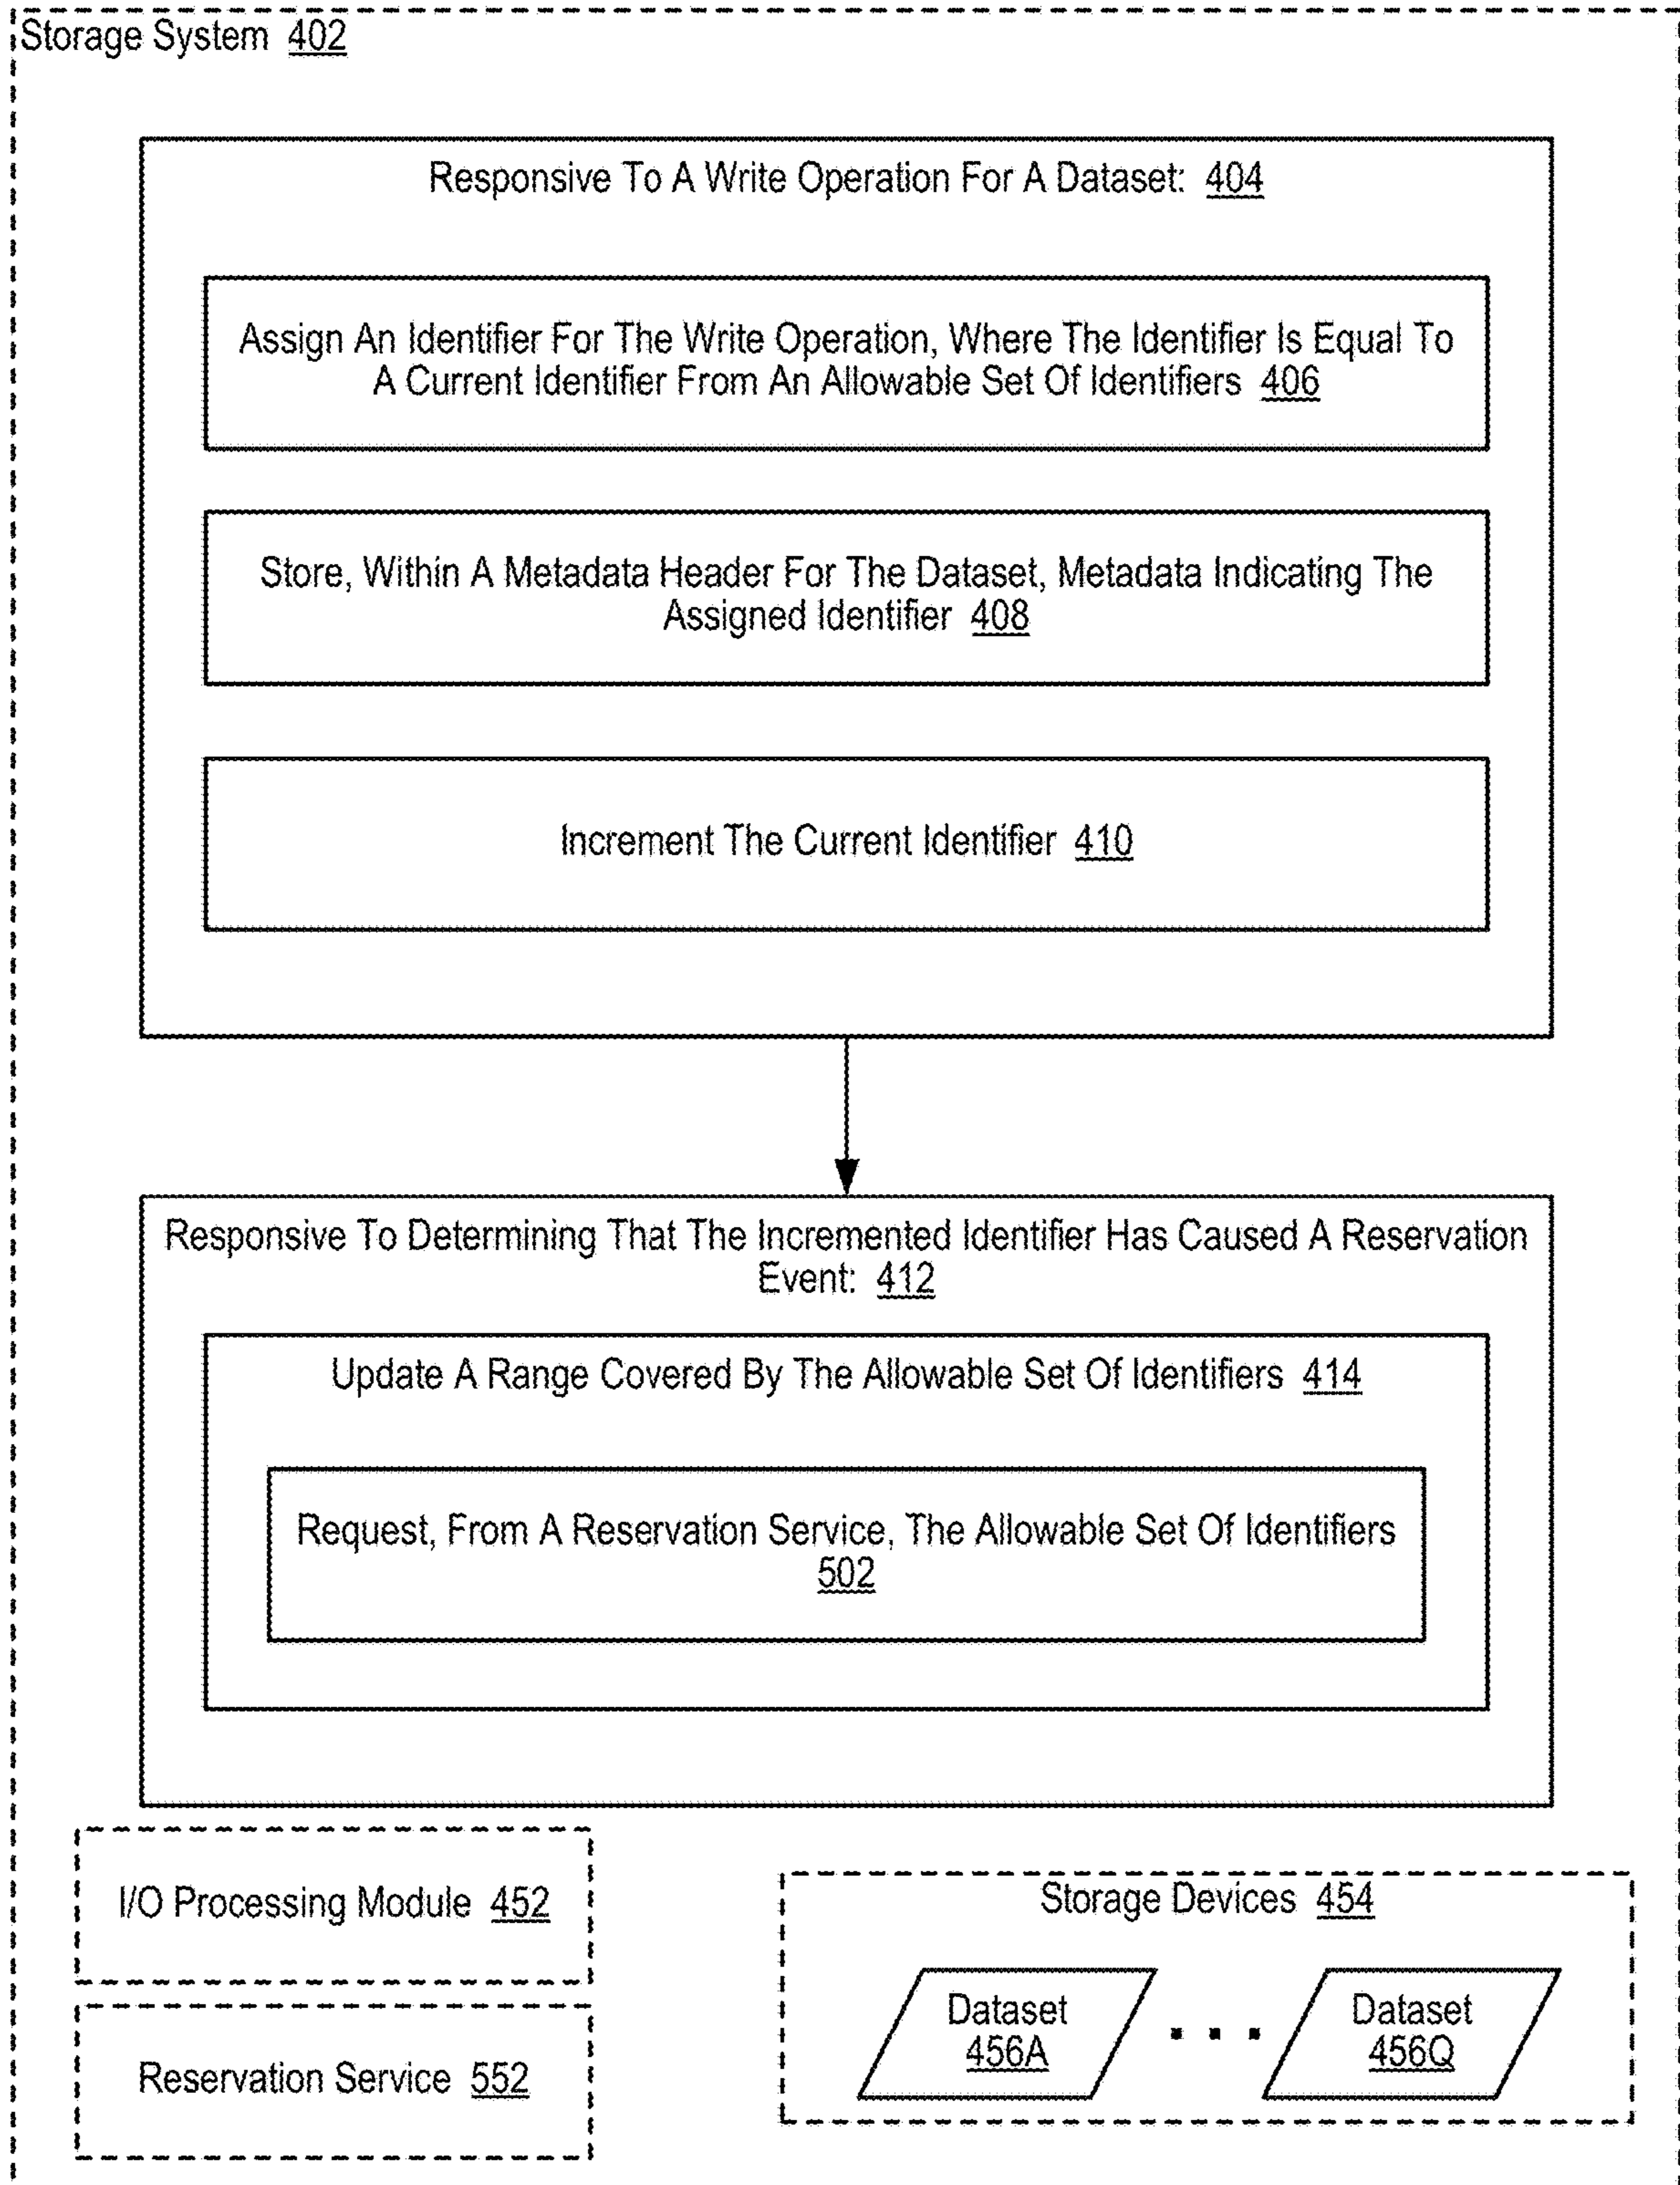 Storage System 402
Responsive To A Write Operation For A Dataset: 404
Assign An Identifier For The Write Operation, Where The Identifier Is Equal To
A Current Identifier From An Allowable Set Of Identifiers 406
Store, Within A Metadata Header For The Dataset, Metadata Indicating The
Assigned Identifier 408
Increment The Current Identifier 410
Responsive To Determining That The Incremented Identifier Has Caused A Reservation
Event: 412
Update A Range Covered By The Allowable Set Of Identifiers 414
Request, From A Reservation Service, The Allowable Set Of Identifiers
502
I/O Processing Module 452
Reservation Service 552
Storage Devices 454
Dataset
456A
. . .
Dataset
456Q